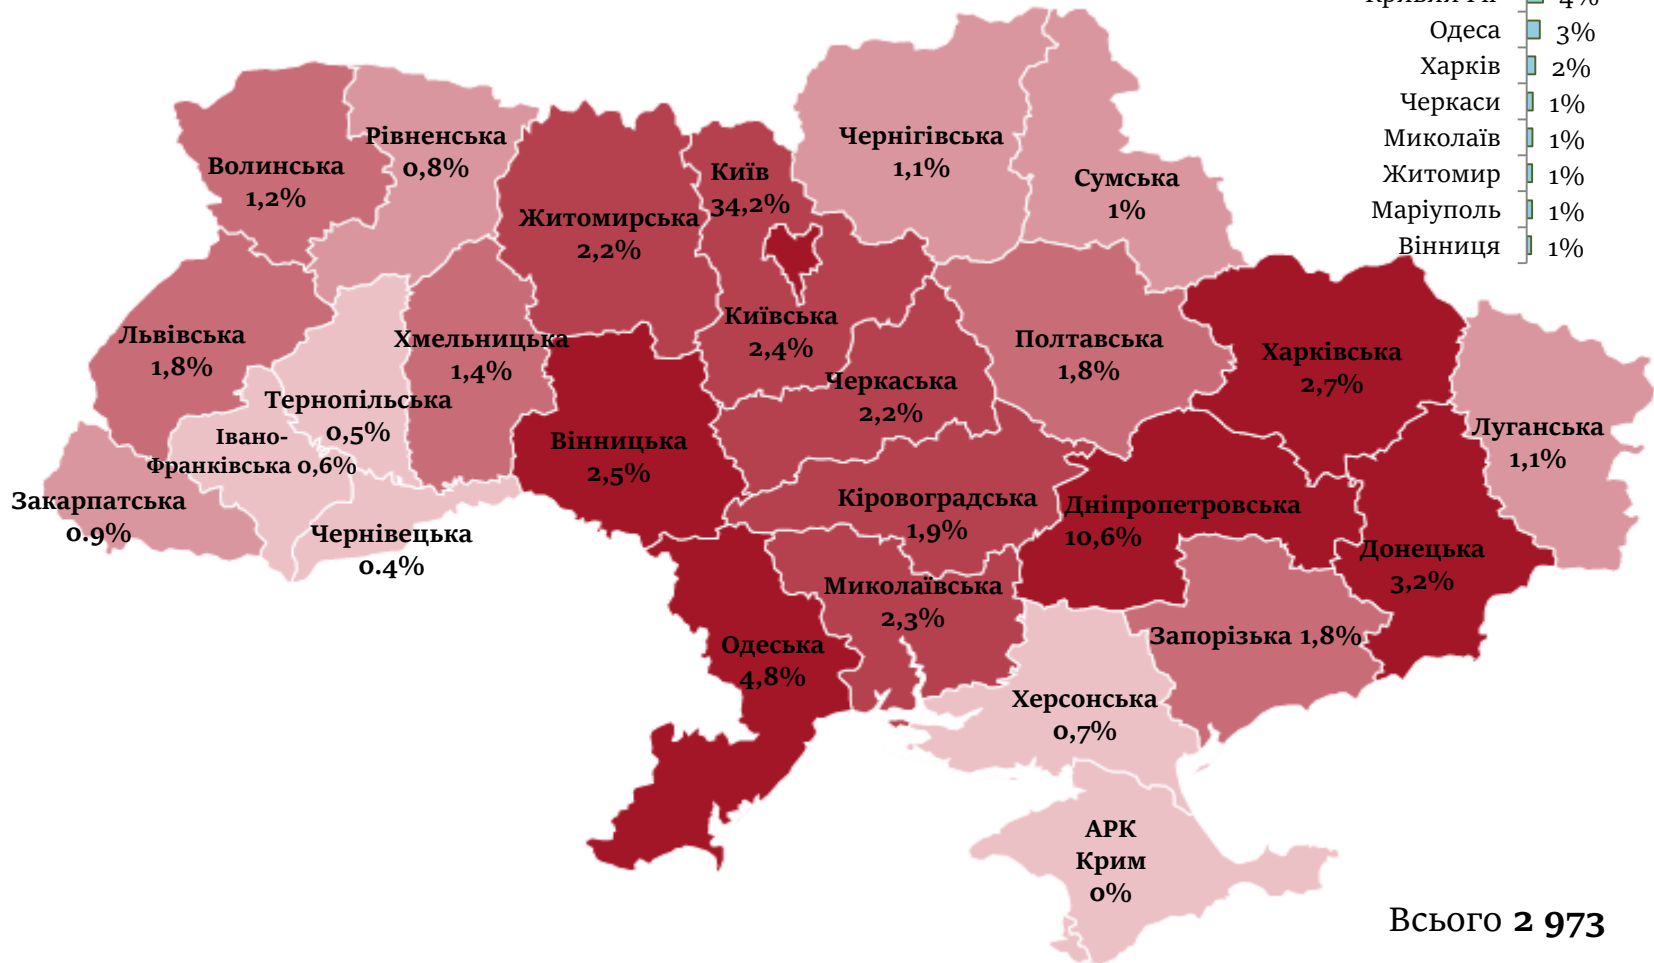 4%
Одеса 3%
Харків 2%
Черкаси 1%
Миколаїв 1%
Житомир 1%
Маріуполь 1%
Вінниця 1%
Волинська
1,2%
Рівненська
0,8%
Житомирська
2,2%
Київ
34,2%
Чернігівська
1,1%
Сумська
1%
Львівська
1,8%
Хмельницька
1,4%
Київська
2,4%
Полтавська
1,8%
Харківська
2,7%
Тернопільська
0,5%
Черкаська
2,2%
Луганська
1,1%
Івано-
Франківська 0,6%
Вінницька
2,5%
Закарпатська
0.9%
Чернівецька
0.4%
Кіровоградська
1,9%
Дніпропетровська
10,6%
Донецька
3,2%
Миколаївська
2,3%
Одеська
4,8%
Запорізька 1,8%
Херсонська
0,7%
АРК
Крим
0%
Всього 2 973